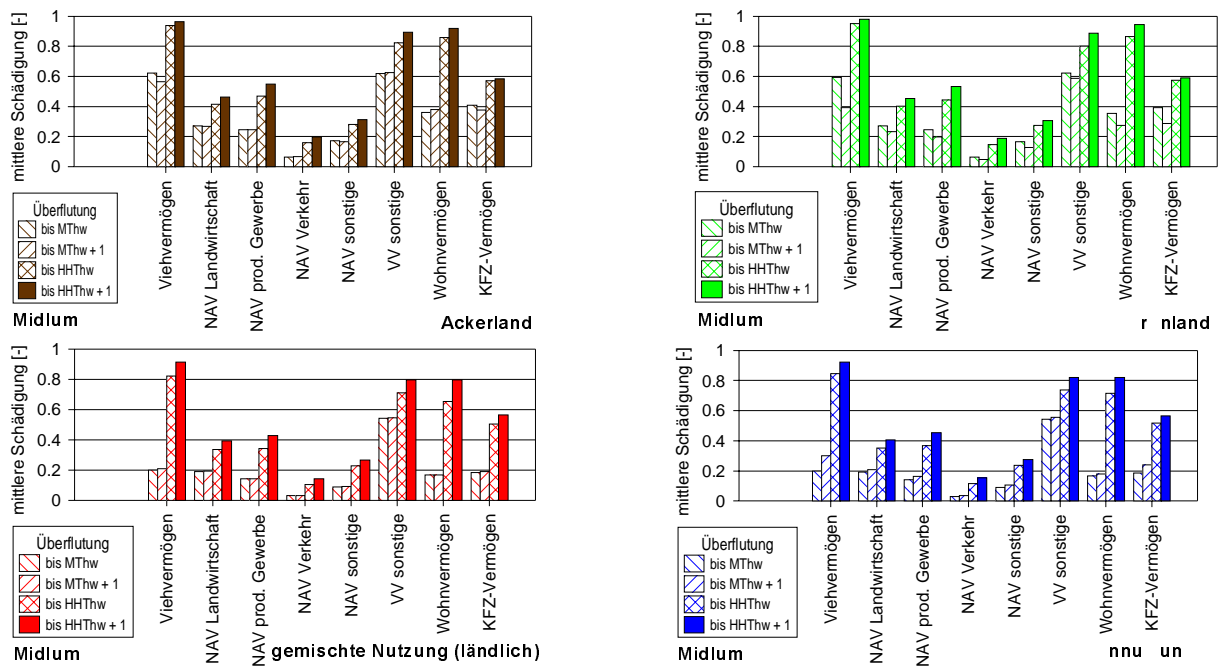 mittlere Schädigung [-]
1
0.8
0.6
0.4
0.2
0
Viehvermögen
NAV Landwirtschaft
NAV prod. Gewerbe
NAV Verkehr
NAV sonstige
VV sonstige
Wohnvermögen
KFZ-Vermögen
Überflutung
bis MThw
bis MThw + 1
bis HHThw
bis HHThw + 1
Midlum
Ackerland
mittlere Schädigung [-]
1
0.8
0.6
0.4
0.2
0
Viehvermögen
NAV Landwirtschaft
NAV prod. Gewerbe
NAV Verkehr
NAV sonstige
VV sonstige
Wohnvermögen
KFZ-Vermögen
Überflutung
bis MThw
bis MThw + 1
bis HHThw
bis HHThw + 1
Midlum
r nland
mittlere Schädigung [-]
1
0.8
0.6
0.4
0.2
0
Viehvermögen
NAV Landwirtschaft
NAV prod. Gewerbe
NAV Verkehr
NAV sonstige
VV sonstige
Wohnvermögen
KFZ-Vermögen
Überflutung
bis MThw
bis MThw + 1
bis HHThw
bis HHThw + 1
Midlum
gemischte Nutzung (ländlich)
mittlere Schädigung [-]
1
0.8
0.6
0.4
0.2
0
Viehvermögen
NAV Landwirtschaft
NAV prod. Gewerbe
NAV Verkehr
NAV sonstige
VV sonstige
Wohnvermögen
KFZ-Vermögen
Überflutung
bis MThw
bis MThw + 1
bis HHThw
bis HHThw + 1
Midlum
nnu un